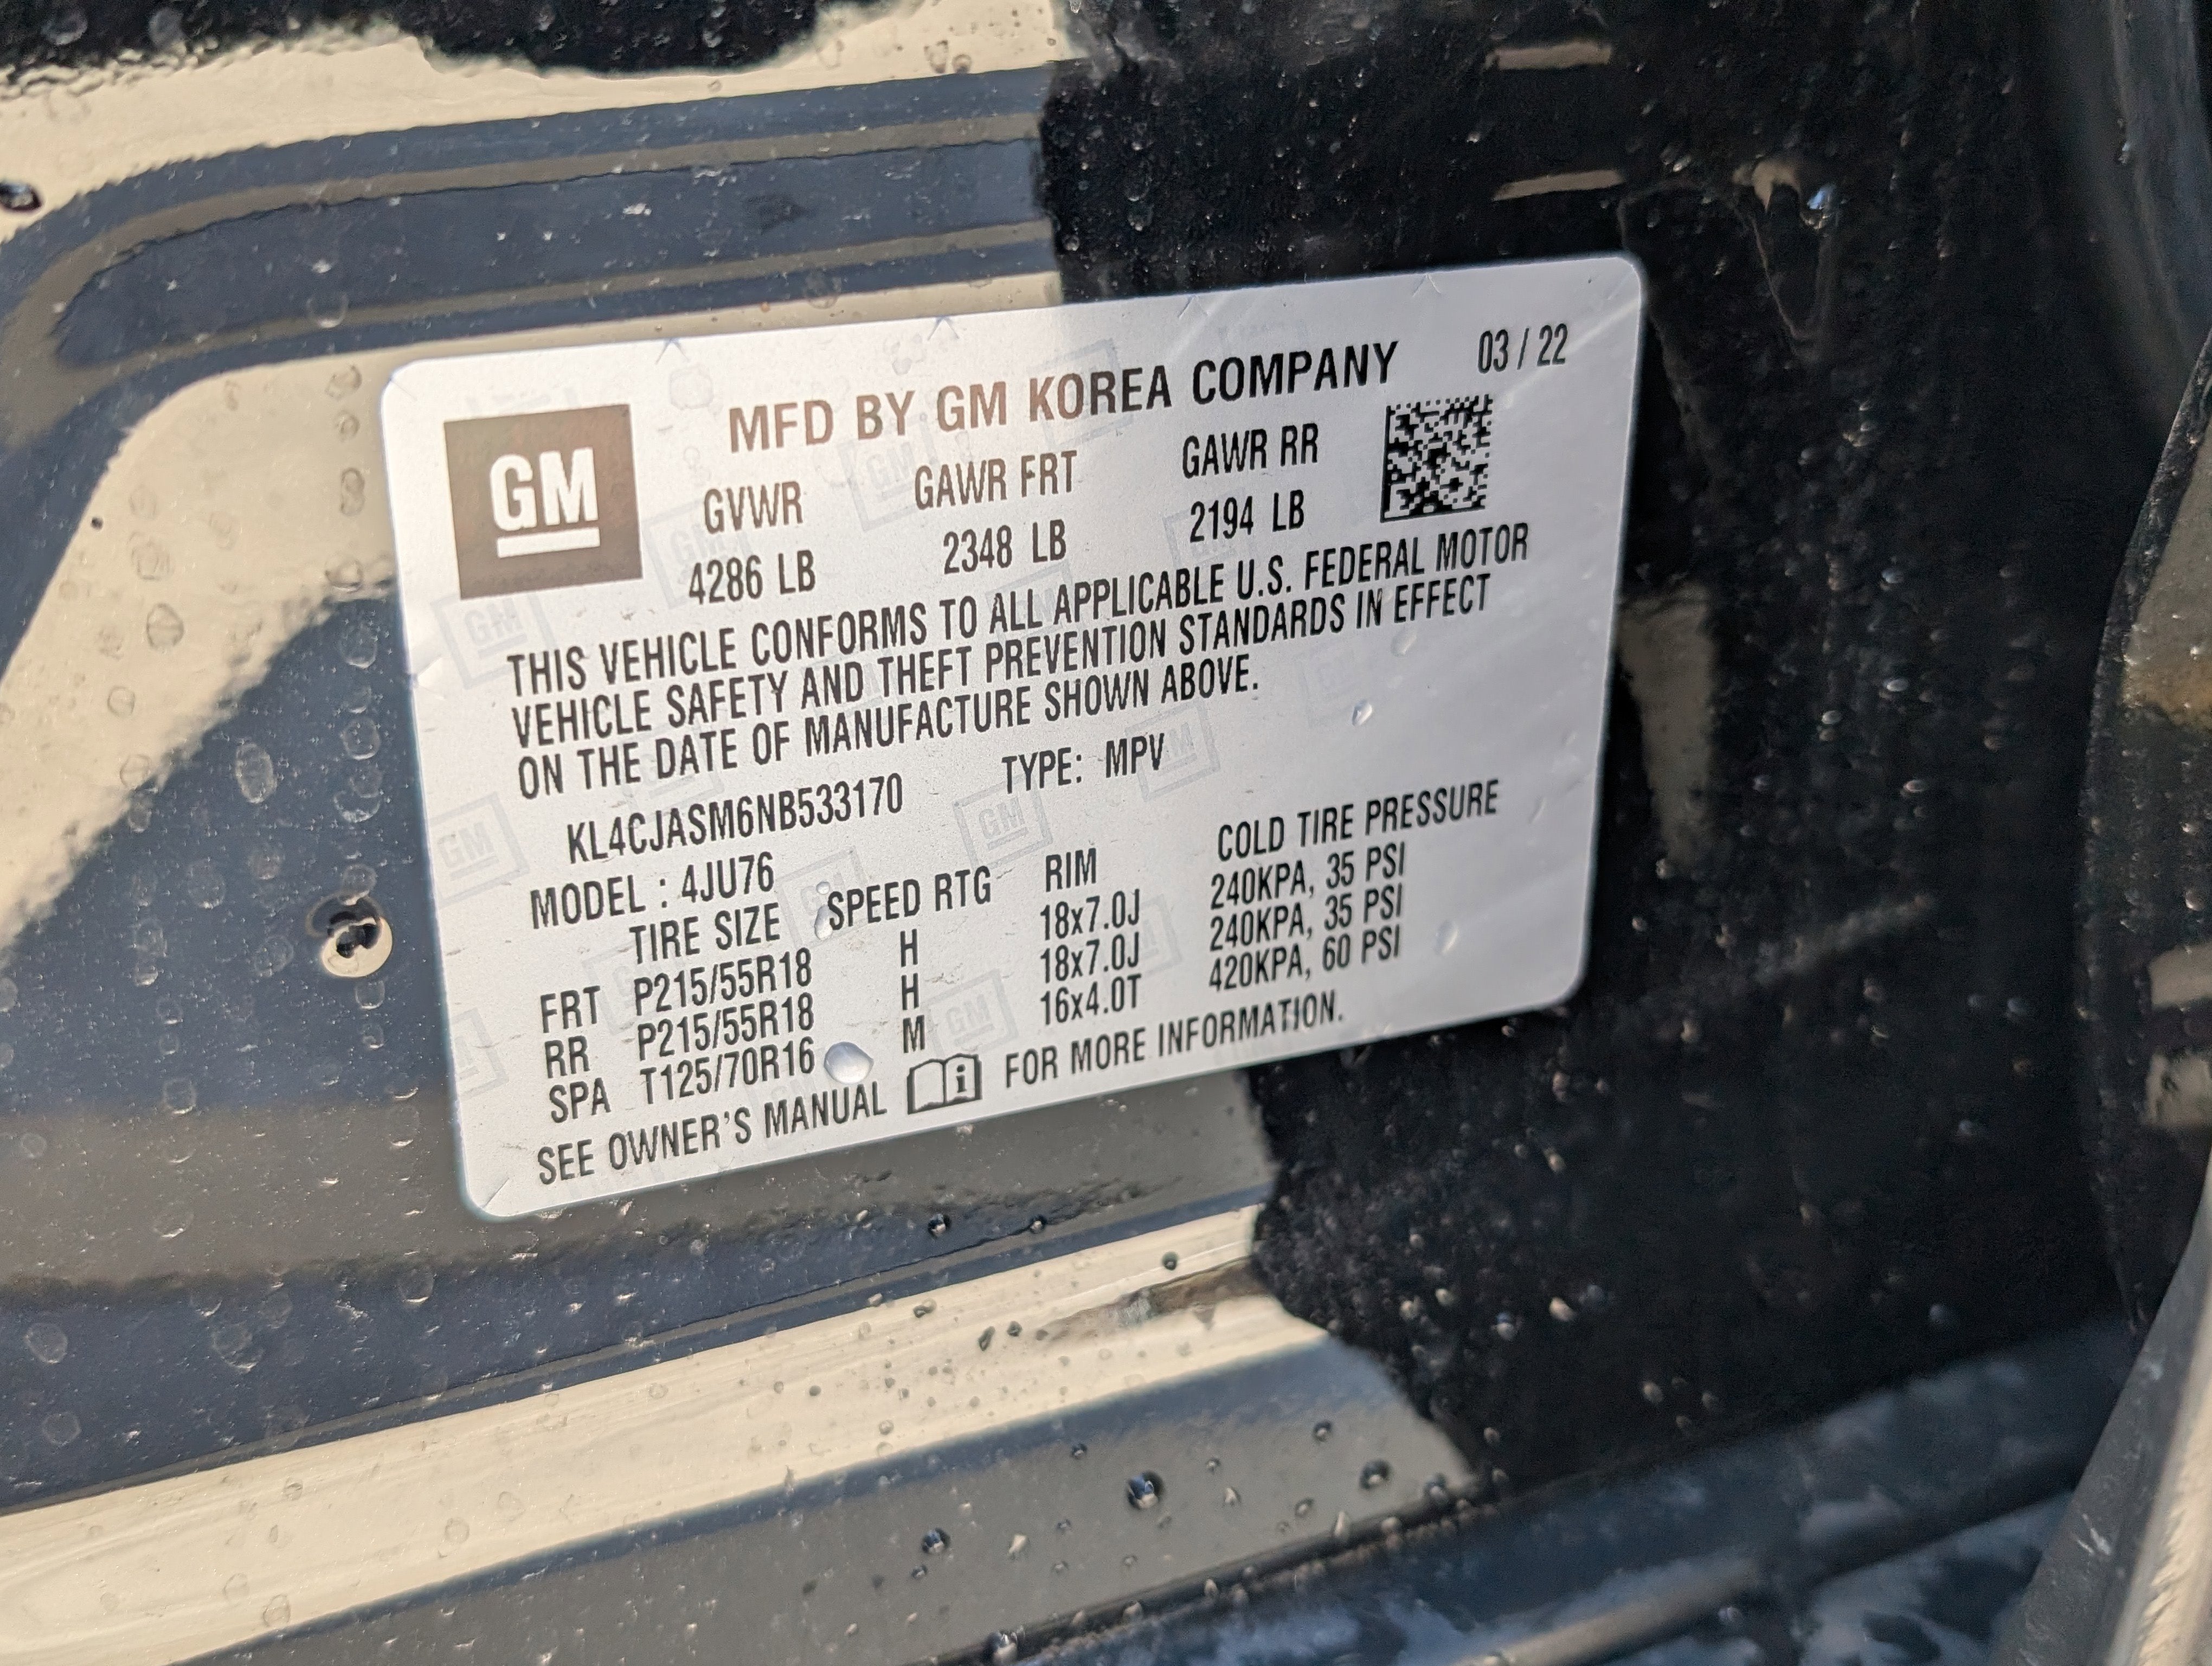 MFD BY GM KOREA COMPANY 03 / 22
GM
GVWR GAWR FRT GAWR RR
4286 LB 2348 LB 2194 LB
THIS VEHICLE CONFORMS TO ALL APPLICABLE U.S. FEDERAL MOTOR
VEHICLE SAFETY AND THEFT PREVENTION STANDARDS IN EFFECT
ON THE DATE OF MANUFACTURE SHOWN ABOVE.
KL4CJASM6NB533170 TYPE: MPV
MODEL : 4JU76
TIRE SIZE SPEED RTG RIM COLD TIRE PRESSURE
FRT P215/55R18 H 18x7.0J 240KPA, 35 PSI
RR P215/55R18 H 18x7.0J 240KPA, 35 PSI
SPA T125/70R16 M 16x4.0T 420KPA, 60 PSI
SEE OWNER'S MANUAL i FOR MORE INFORMATION.